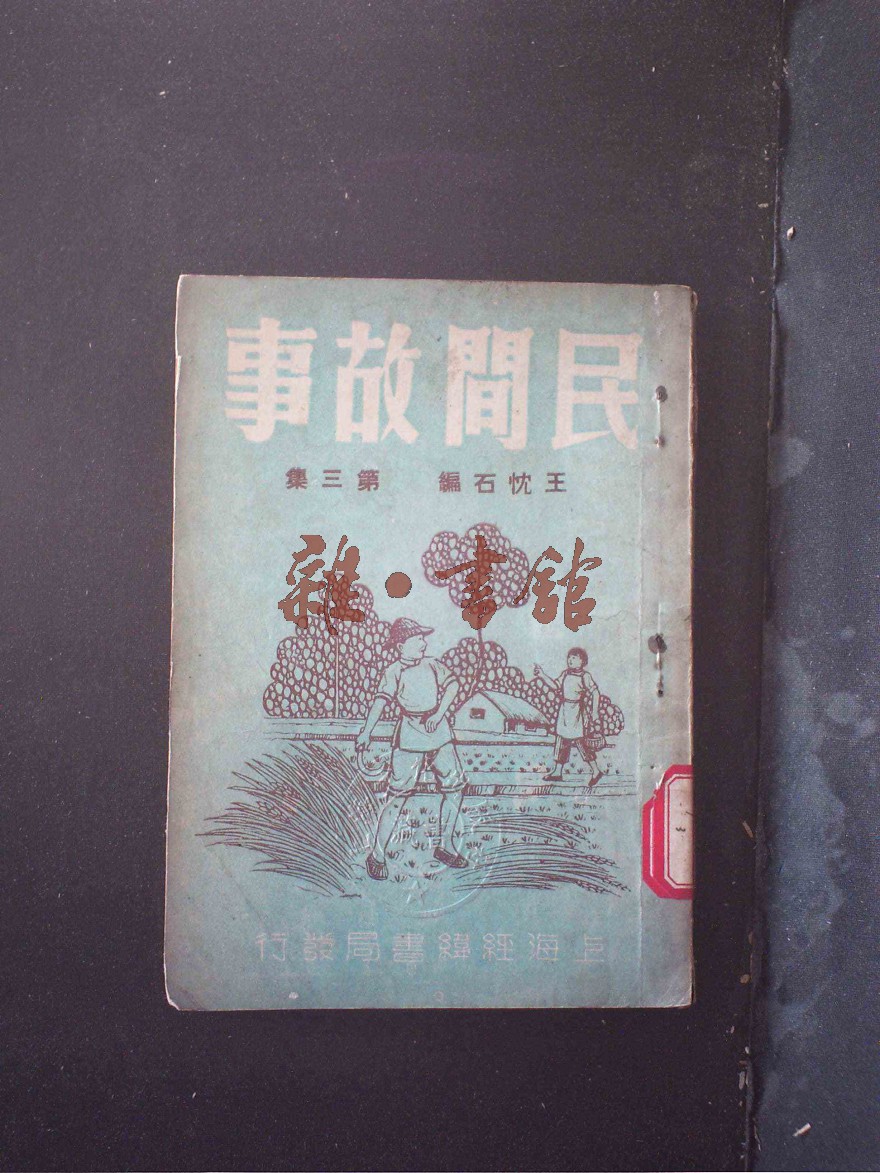 民間故事
王忱石編 第三集
雜·書館
上海經緯書局發行